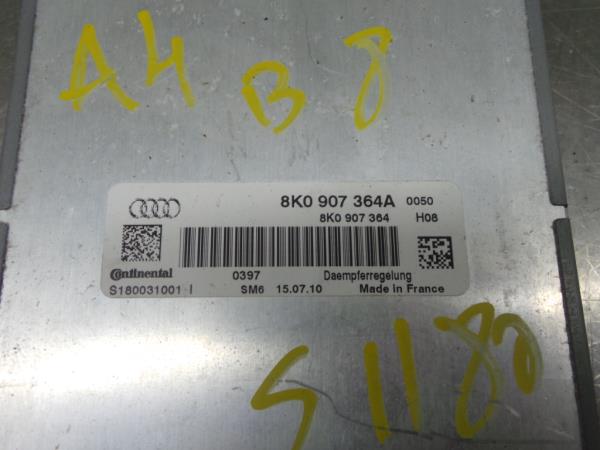 A4 B8
8K0 907 364A 0050
8K0 907 364 H08
Continental 0397 Daempferregelung
S180031001 I SM6 15.07.10 Made in France
S1182